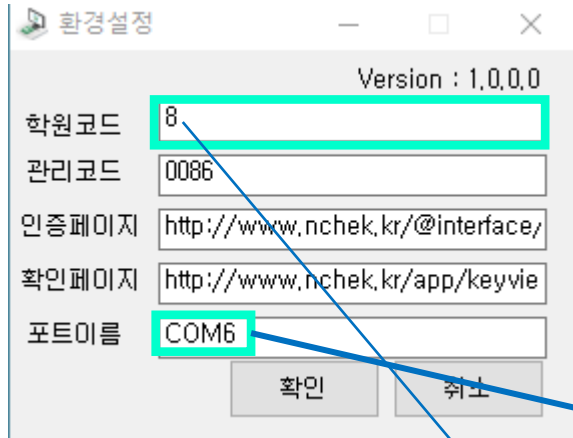 환경설정
Version : 1,0,0,0
학원코드 8
관리코드 0086
인증페이지 http://www.nchek.kr/@interface/
확인페이지 http://www.nchek.kr/app/keyvie
포트이름 COM6
확인 취소